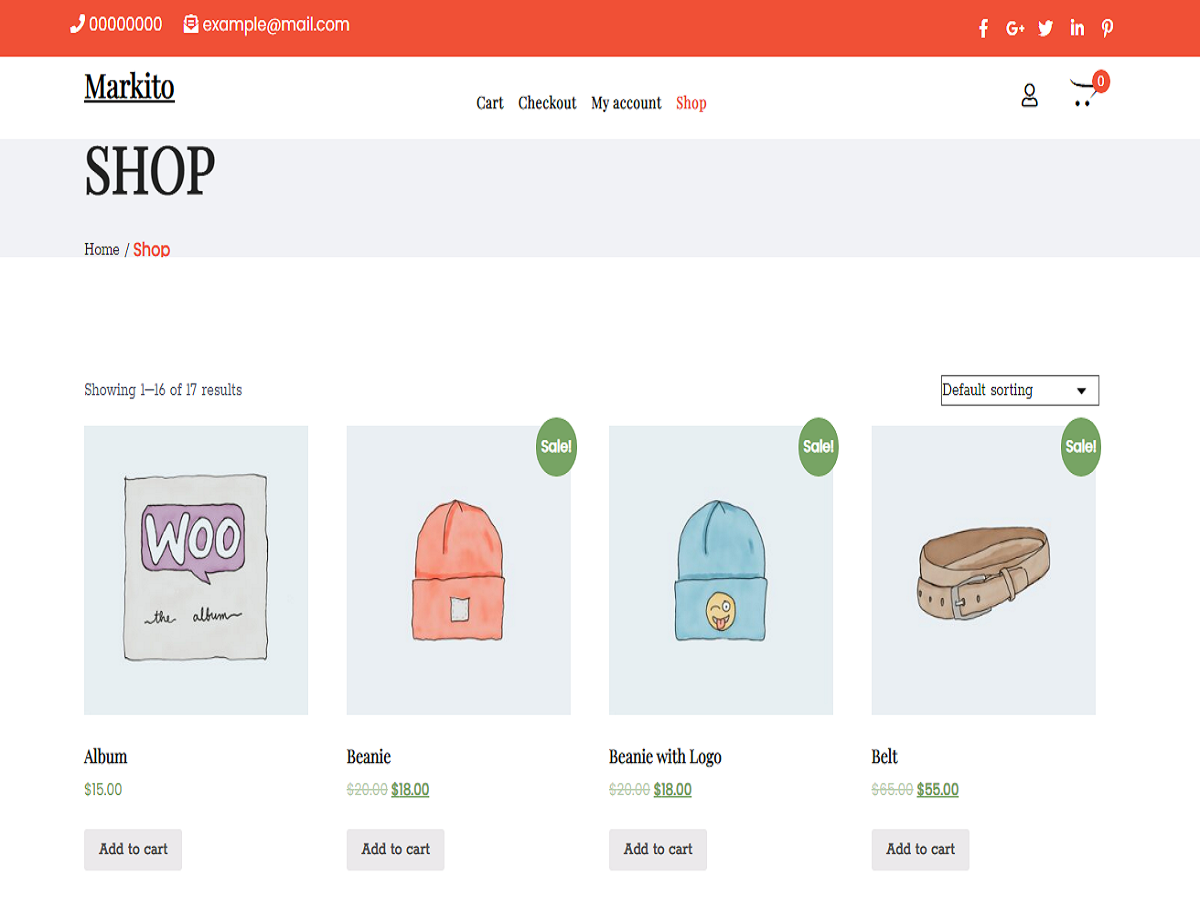 00000000 example@mail.com
Markito
Cart Checkout My account Shop
0
SHOP
Home / Shop
Showing 1–16 of 17 results
Default sorting
Sale! Sale! Sale!
WOO
the album
Album Beanie Beanie with Logo Belt
$15.00 $20.00 $18.00 $20.00 $18.00 $65.00 $55.00
Add to cart Add to cart Add to cart Add to cart